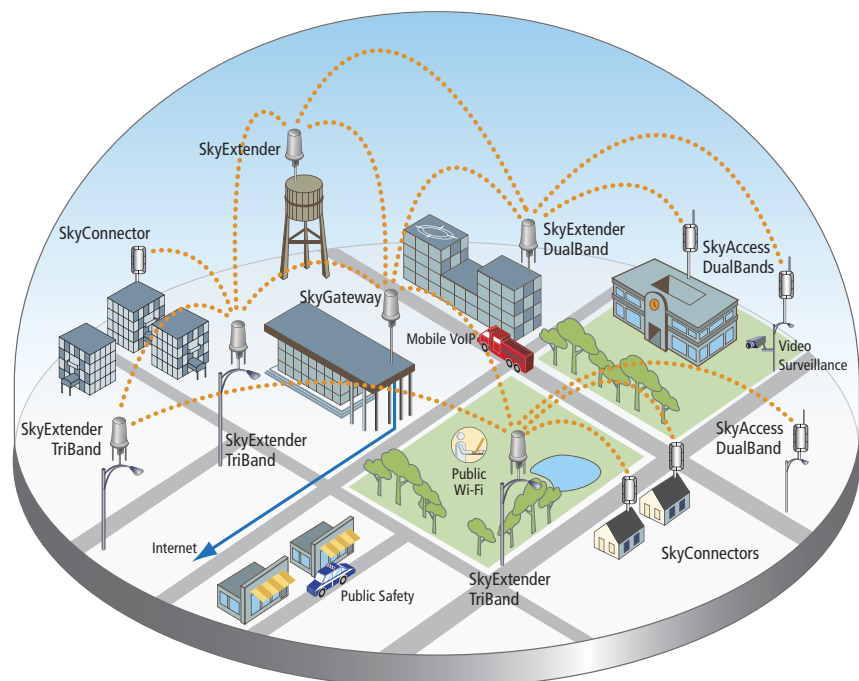 SkyExtender
SkyConnector
SkyExtender
DualBand
SkyAccess
DualBands
SkyGateway
Mobile VoIP
Video
Surveillance
SkyExtender
TriBand
SkyExtender
TriBand
Public
Wi-Fi
SkyAccess
DualBand
Internet
SkyConnectors
SkyExtender
TriBand
Public Safety